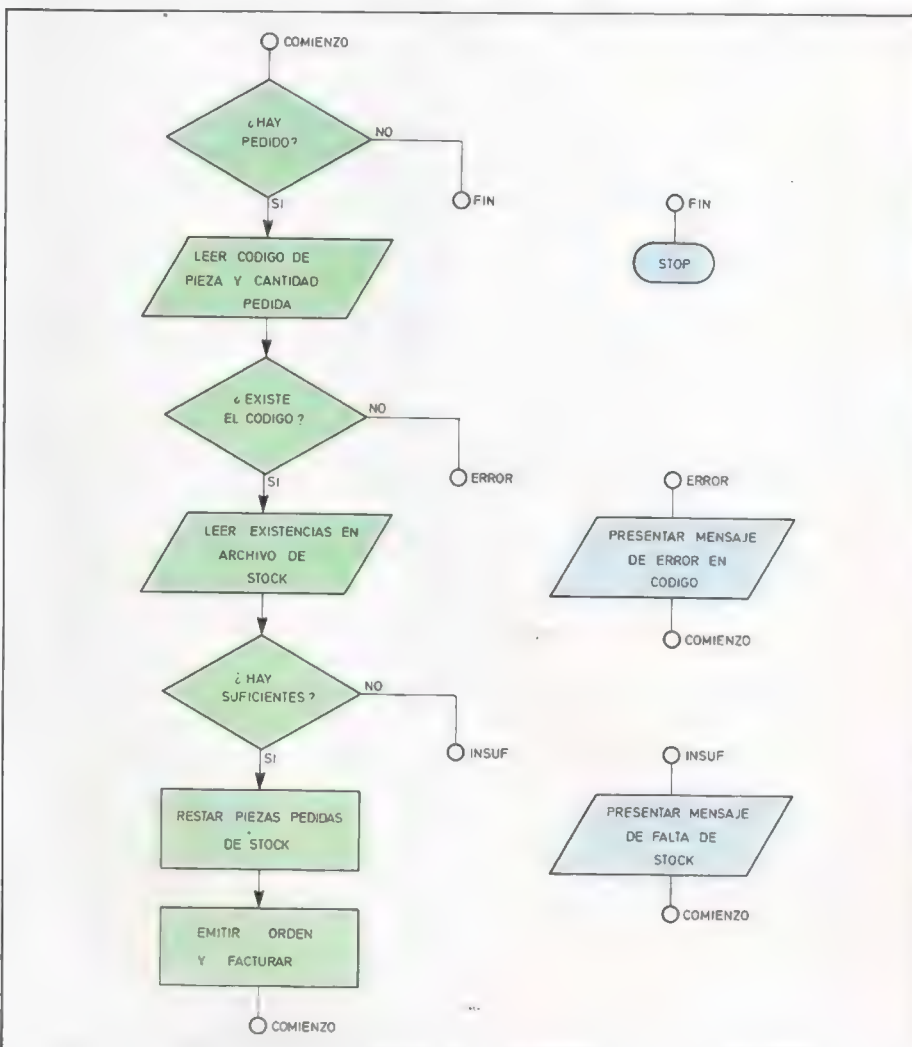 COMIENZO
¿HAY
PEDIDO?
NO
FIN
SI
LEER CODIGO DE
PIEZA Y CANTIDAD
PEDIDA
¿EXISTE
EL CODIGO?
NO
ERROR
SI
LEER EXISTENCIAS EN
ARCHIVO DE
STOCK
¿HAY
SUFICIENTES?
NO
INSUF
SI
RESTAR PIEZAS PEDIDAS
DE STOCK
EMITIR ORDEN
Y FACTURAR
COMIENZO
FIN
STOP
ERROR
PRESENTAR MENSAJE
DE ERROR EN
CODIGO
COMIENZO
INSUF
PRESENTAR MENSAJE
DE FALTA DE
STOCK
COMIENZO